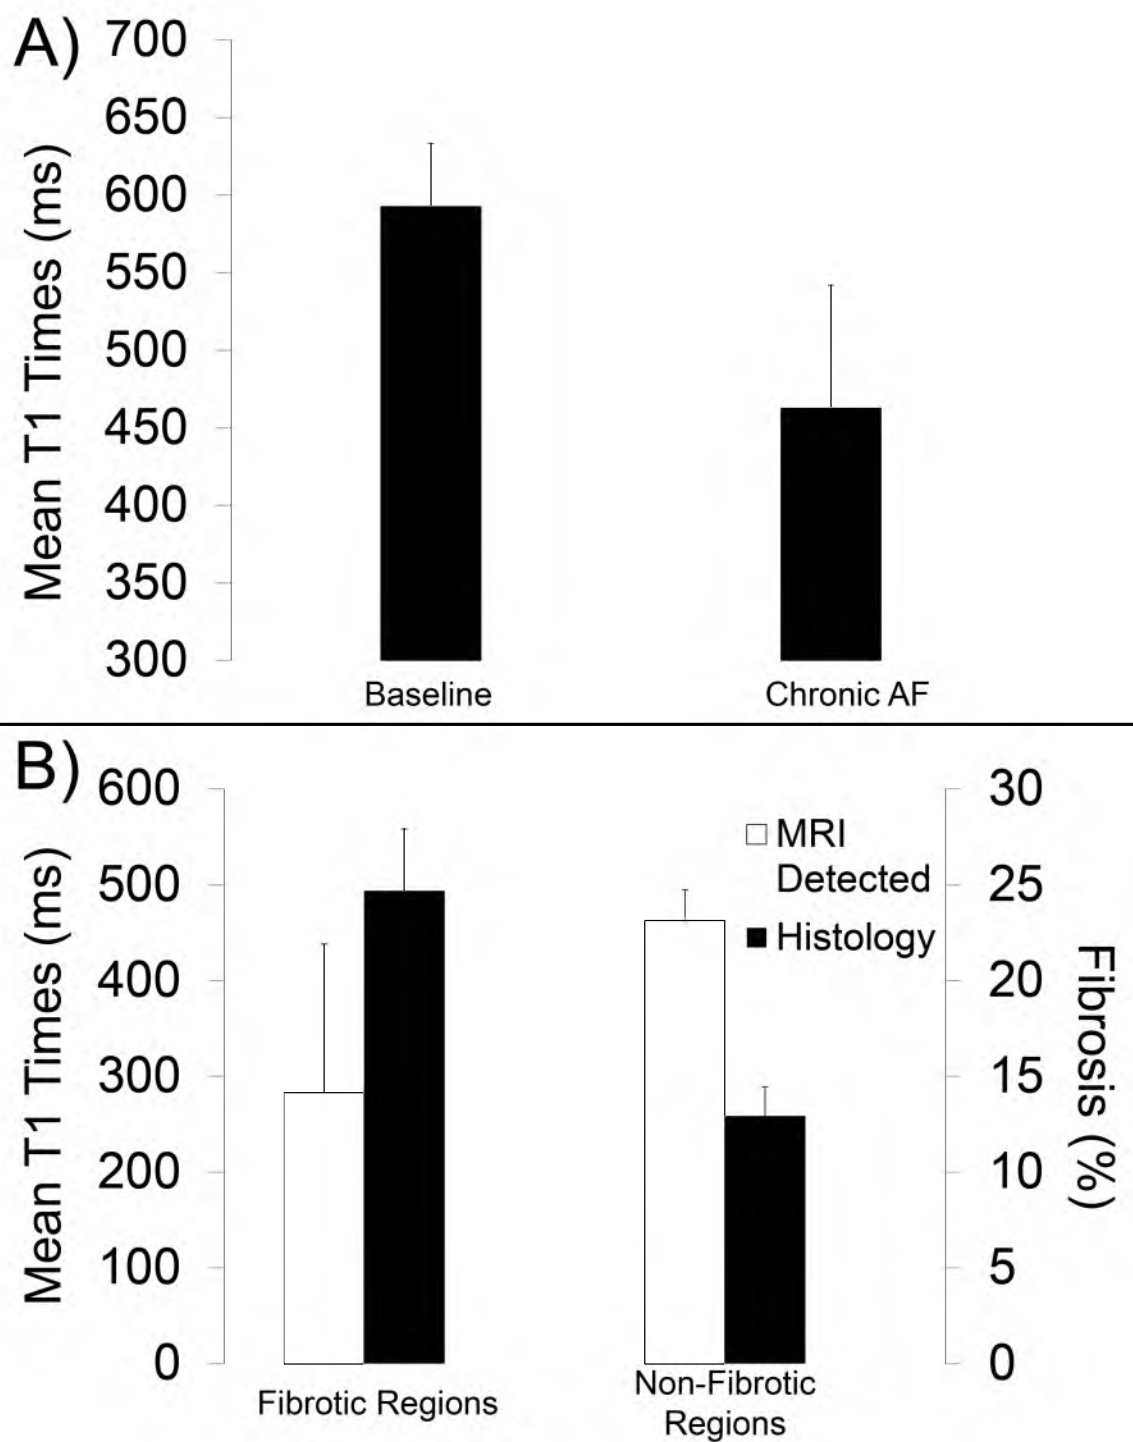 A)
Mean T1 Times (ms)
700
650
600
550
500
450
400
350
300
Baseline
Chronic AF
B)
Mean T1 Times (ms)
600
500
400
300
200
100
0
MRI
Detected
Histology
30
25
20
15
10
5
0
Fibrosis (%)
Fibrotic Regions
Non-Fibrotic
Regions